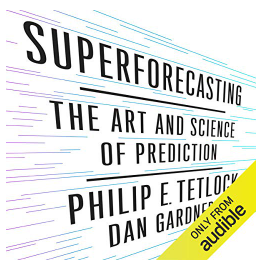 SUPERFORECASTING
THE ART AND SCIENCE
OF PREDICTION
PHILIP E. TETLOCK
DAN GARDNE
ONLY FROM
audible